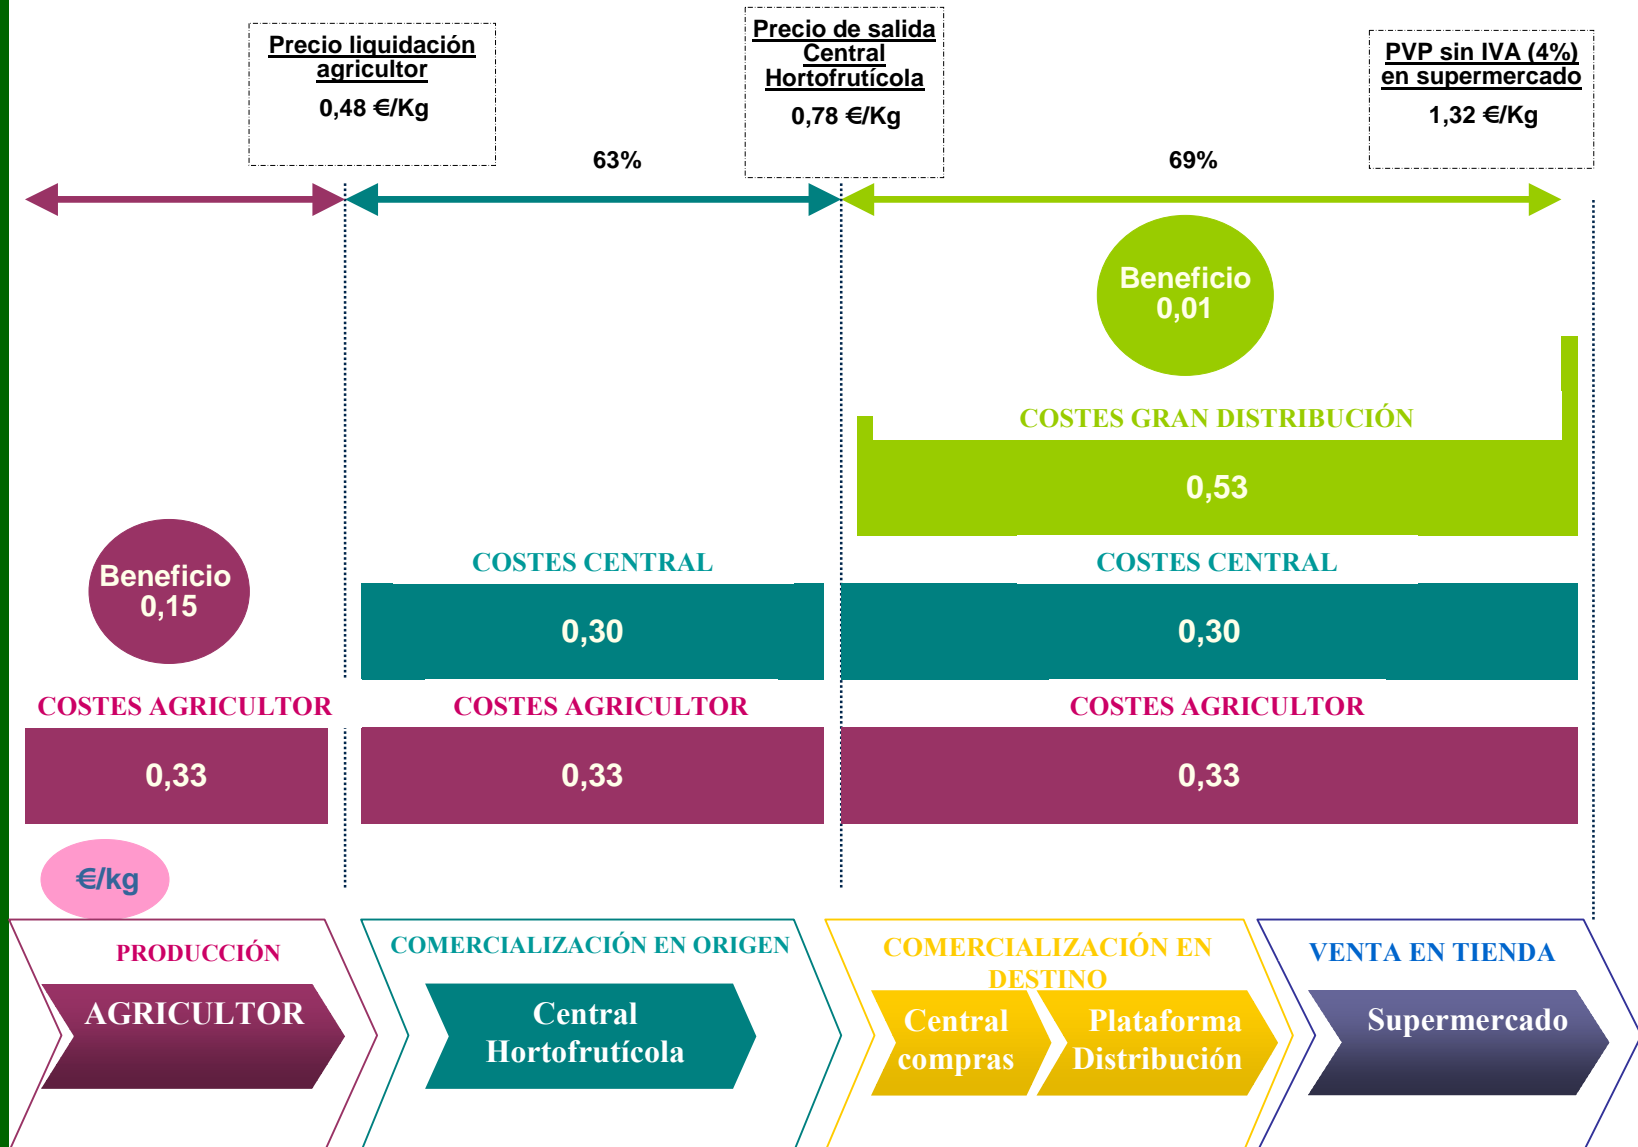 Precio liquidación
agricultor
0,48 €/Kg
Precio de salida
Central
Hortofrutícola
0,78 €/Kg
PVP sin IVA (4%)
en supermercado
1,32 €/Kg
63%
69%
Beneficio
0,01
COSTES GRAN DISTRIBUCIÓN
0,53
Beneficio
0,15
COSTES CENTRAL
COSTES CENTRAL
0,30
0,30
COSTES AGRICULTOR
COSTES AGRICULTOR
COSTES AGRICULTOR
0,33
0,33
0,33
€/kg
PRODUCCIÓN
AGRICULTOR
COMERCIALIZACIÓN EN ORIGEN
Central
Hortofrutícola
COMERCIALIZACIÓN EN
DESTINO
Central
compras
Plataforma
Distribución
VENTA EN TIENDA
Supermercado